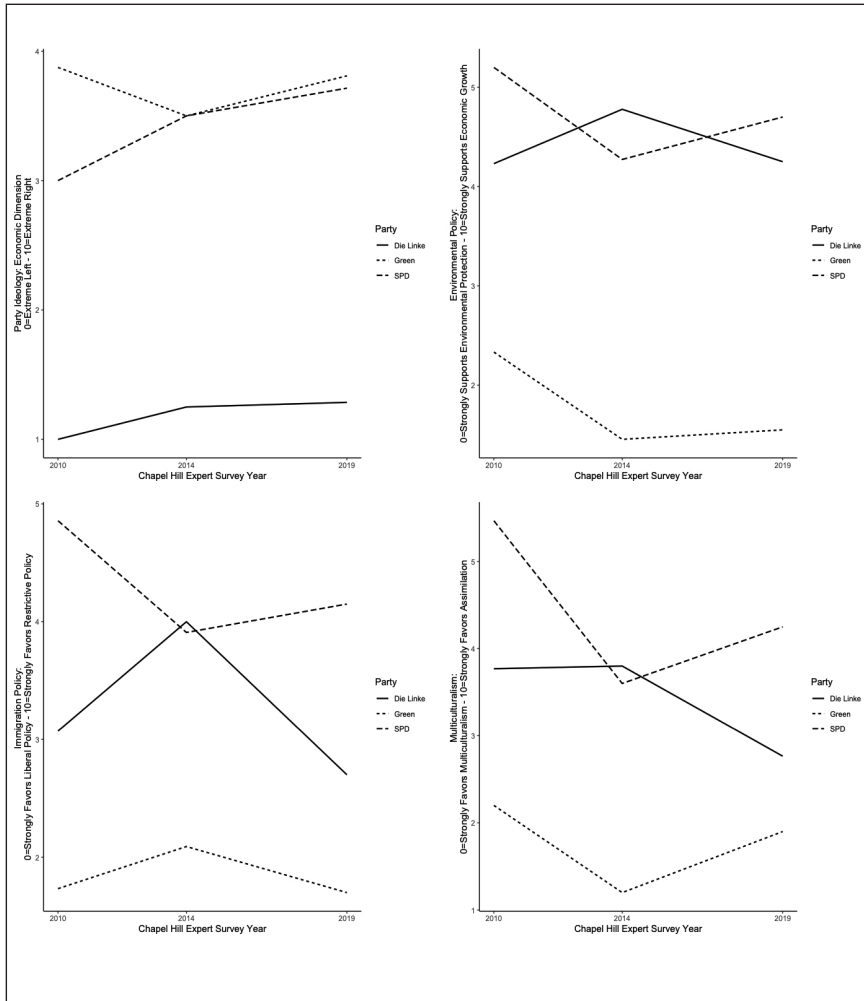 Party Ideology: Economic Dimension
0=Extreme Left - 10=Extreme Right
4
3
2
1
2010
2014
2019
Chapel Hill Expert Survey Year
Party
Die Linke
Green
SPD
Environmental Policy:
0=Strongly Supports Environmental Protection - 10=Strongly Supports Economic Growth
5
4
3
2
2010
2014
2019
Chapel Hill Expert Survey Year
Party
Die Linke
Green
SPD
Immigration Policy:
0=Strongly Favors Liberal Policy - 10=Strongly Favors Restrictive Policy
5
4
3
2
2010
2014
2019
Chapel Hill Expert Survey Year
Party
Die Linke
Green
SPD
Multiculturalism:
0=Strongly Favors Multiculturalism - 10=Strongly Favors Assimilation
5
4
3
2
1
2010
2014
2019
Chapel Hill Expert Survey Year
Party
Die Linke
Green
SPD